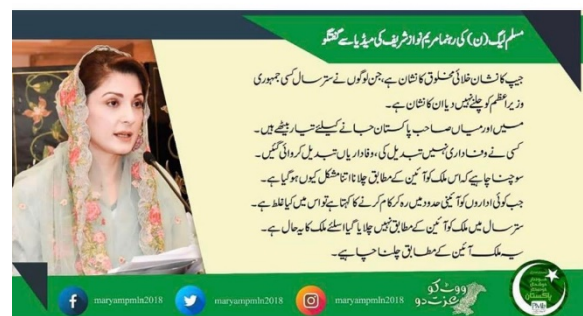 مسلم لیگ (ن) کی رہنما مریم نواز شریف کی میڈیا سے گفتگو
جیپ کا نشان خلائی مخلوق کا نشان ہے، جن لوگوں نے ستر سال کسی جمہوری
وزیراعظم کو چلنے نہیں دیا ان کا نشان ہے۔
میں اور میاں صاحب پاکستان جانے کیلئے تیار بیٹھے ہیں۔
کسی نے وفاداری نہیں تبدیل کی، وفاداریاں تبدیل کروائی گئیں۔
سوچنا چاہیے کہ اس ملک کو آئین کے مطابق چلانا اتنا مشکل کیوں ہو گیا ہے۔
جب کوئی اداروں کو آئینی حدود میں رہ کر کام کرنے کا کہتا ہے تو اس میں کیا غلط ہے۔
ستر سال میں ملک کو آئین کے مطابق نہیں چلایا گیا اسلئے ملک کا یہ حال ہے۔
یہ ملک آئین کے مطابق چلنا چاہیے۔
maryampmln2018
maryampmln2018
maryampmln2018
ووٹ کو
عزت دو
پاکستان